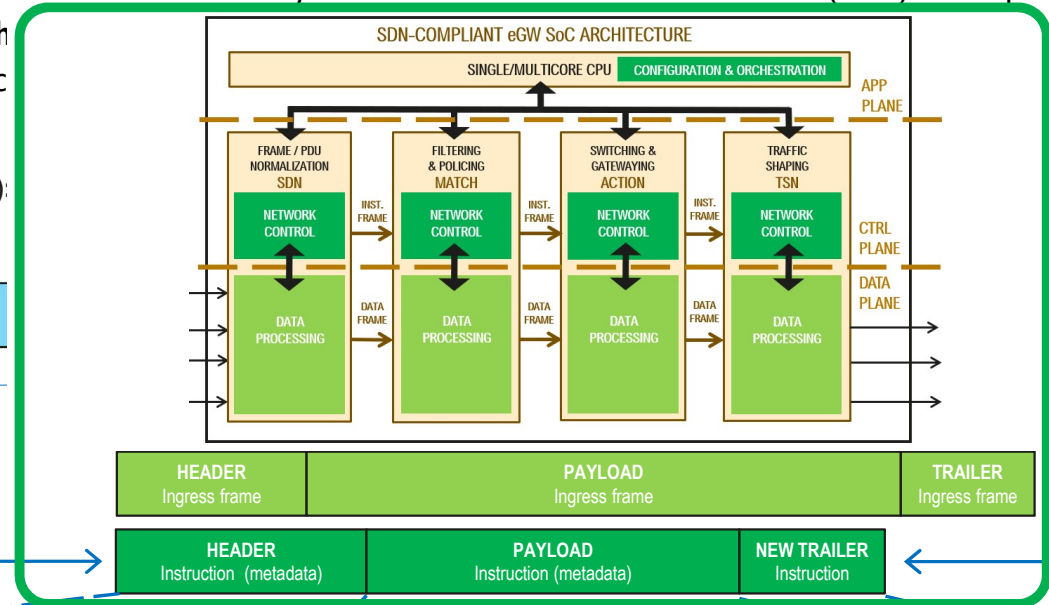 SDN-COMPLIANT eGW SoC ARCHITECTURE
SINGLE/MULTICORE CPU
CONFIGURATION & ORCHESTRATION
APP
PLANE
FRAME / PDU
NORMALIZATION
SDN
FILTERING
& POLICING
MATCH
SWITCHING &
GATEWAYING
ACTION
TRAFFIC
SHAPING
TSN
NETWORK
CONTROL
INST.
FRAME
NETWORK
CONTROL
INST.
FRAME
NETWORK
CONTROL
INST.
FRAME
NETWORK
CONTROL
CTRL
PLANE
DATA
PLANE
DATA
PROCESSING
DATA
FRAME
DATA
PROCESSING
DATA
FRAME
DATA
PROCESSING
DATA
FRAME
DATA
PROCESSING
HEADER
Ingress frame
PAYLOAD
Ingress frame
TRAILER
Ingress frame
HEADER
Instruction (metadata)
PAYLOAD
Instruction (metadata)
NEW TRAILER
Instruction